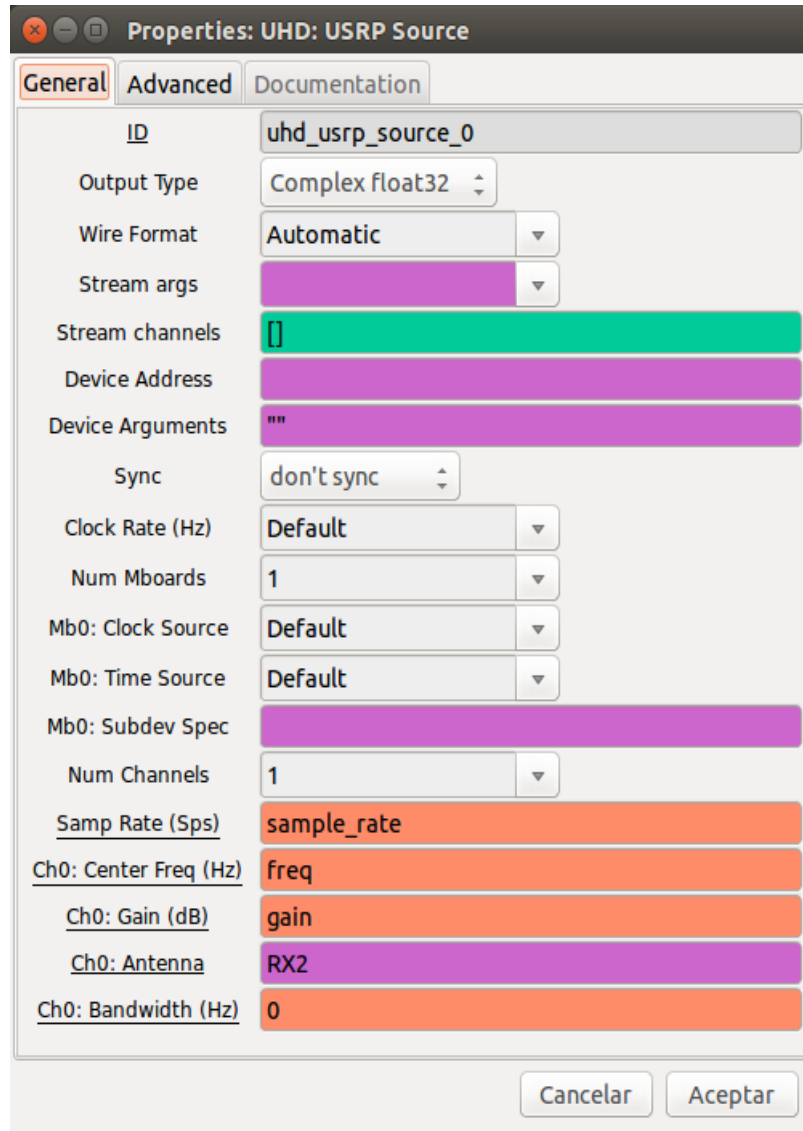 Properties: UHD: USRP Source
General Advanced Documentation
ID uhd_usrp_source_0
Output Type Complex float32
Wire Format Automatic
Stream args
Stream channels []
Device Address
Device Arguments ""
Sync don't sync
Clock Rate (Hz) Default
Num Mboards 1
Mb0: Clock Source Default
Mb0: Time Source Default
Mb0: Subdev Spec
Num Channels 1
Samp Rate (Sps) sample_rate
Ch0: Center Freq (Hz) freq
Ch0: Gain (dB) gain
Ch0: Antenna RX2
Ch0: Bandwidth (Hz) 0
Cancelar Aceptar